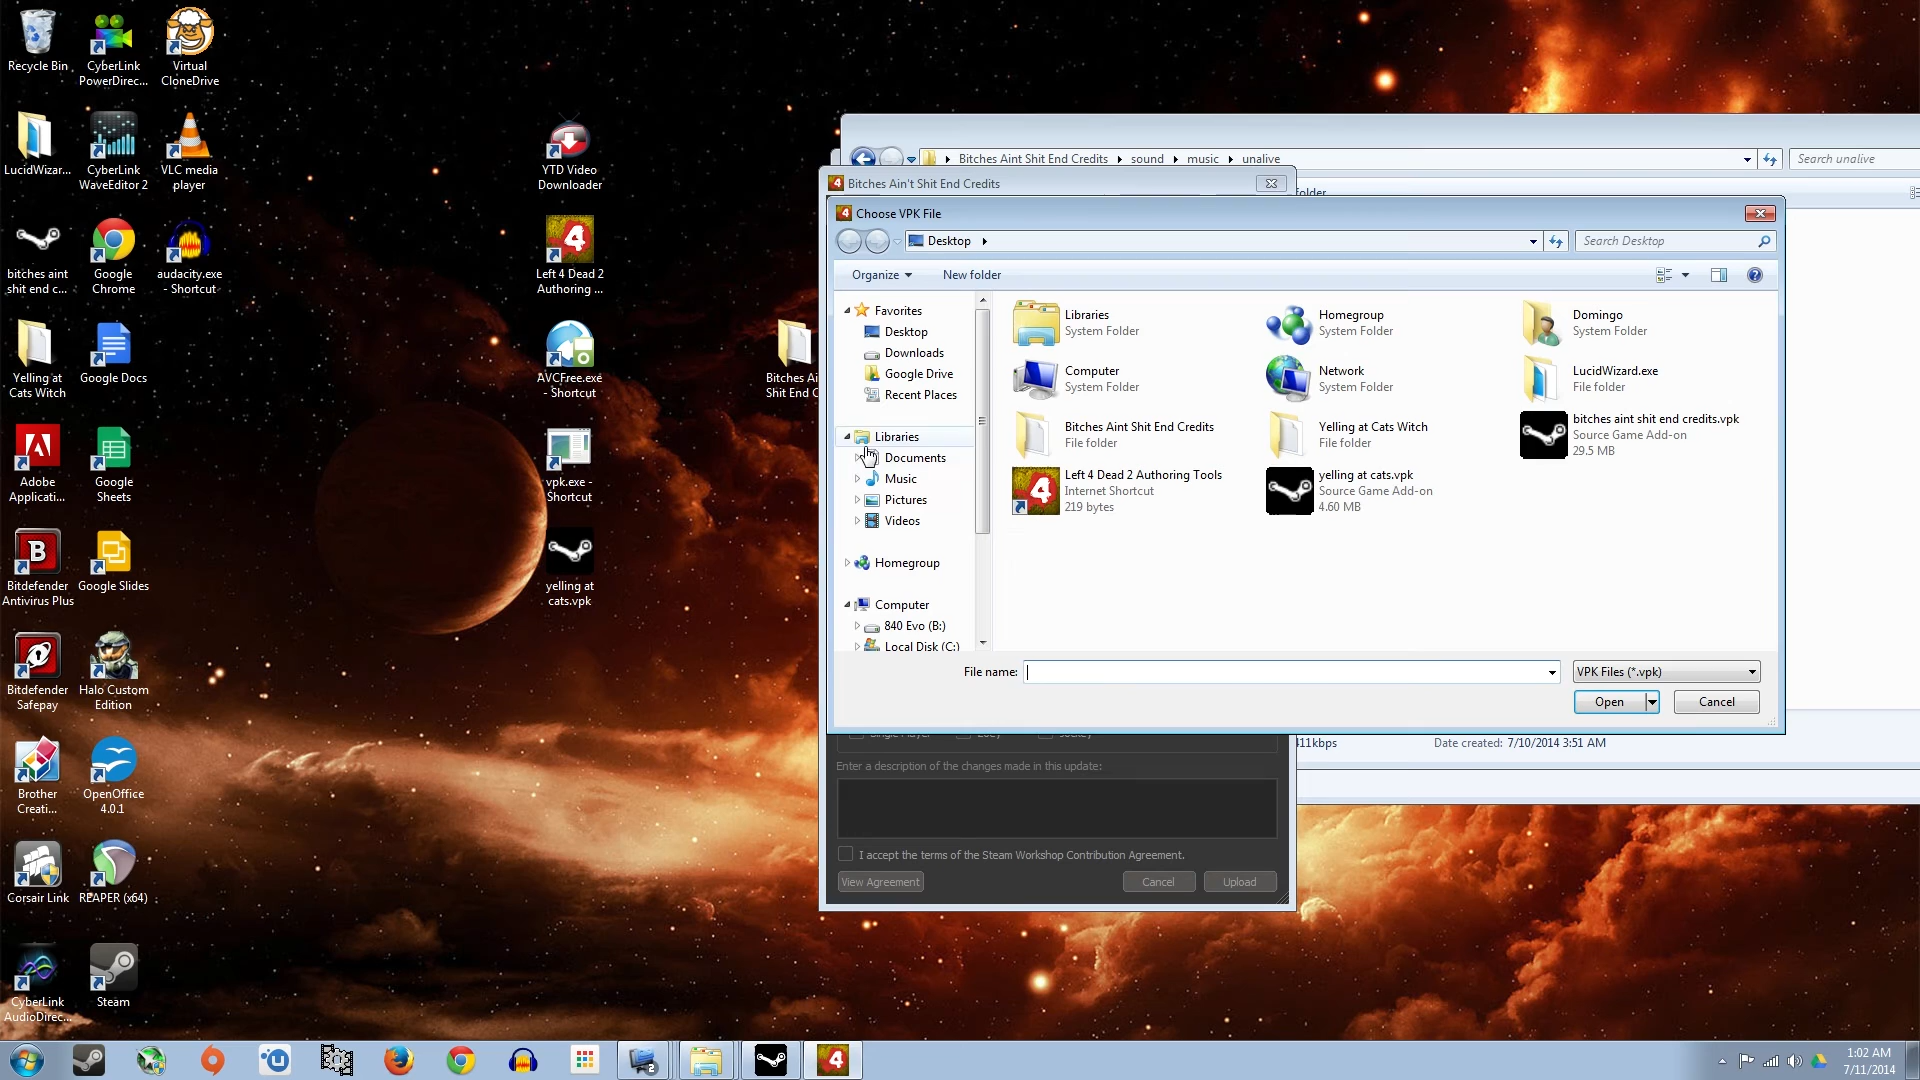 Recycle Bin
CyberLink
PowerDirec...
Virtual
CloneDrive
LucidWizar...
CyberLink
WaveEditor 2
VLC media
player
YTD Video
Downloader
bitches aint
shit end c...
Google
Chrome
audacity.exe
- Shortcut
Left 4 Dead 2
Authoring ...
Yelling at
Cats Witch
Google Docs
AVCFree.exe
- Shortcut
Bitches Ai
Shit End C
Adobe
Applicati...
Google
Sheets
vpk.exe -
Shortcut
Bitdefender
Antivirus Plus
Google Slides
yelling at
cats.vpk
Bitdefender
Safepay
Halo Custom
Edition
Brother
Creati...
OpenOffice
4.0.1
Corsair Link
REAPER (x64)
CyberLink
AudioDirec...
Steam
Bitches Aint Shit End Credits
sound
music
unalive
Search unalive
Bitches Ain't Shit End Credits
folder
Choose VPK File
Desktop
Search Desktop
Organize
New folder
Favorites
Desktop
Downloads
Google Drive
Recent Places
Libraries
Documents
Music
Pictures
Videos
Homegroup
Computer
840 Evo (B:)
Local Disk (C:)
Libraries
System Folder
Homegroup
System Folder
Domingo
System Folder
Computer
System Folder
Network
System Folder
LucidWizard.exe
File folder
Bitches Aint Shit End Credits
File folder
Yelling at Cats Witch
File folder
bitches aint shit end credits.vpk
Source Game Add-on
29.5 MB
Left 4 Dead 2 Authoring Tools
Internet Shortcut
219 bytes
yelling at cats.vpk
Source Game Add-on
4.60 MB
File name:
VPK Files (*.vpk)
Open
Cancel
Single Player
Zoey
Jockey
411kbps
Date created: 7/10/2014 3:51 AM
Enter a description of the changes made in this update:
I accept the terms of the Steam Workshop Contribution Agreement.
View Agreement
Cancel
Upload
1:02 AM
7/11/2014